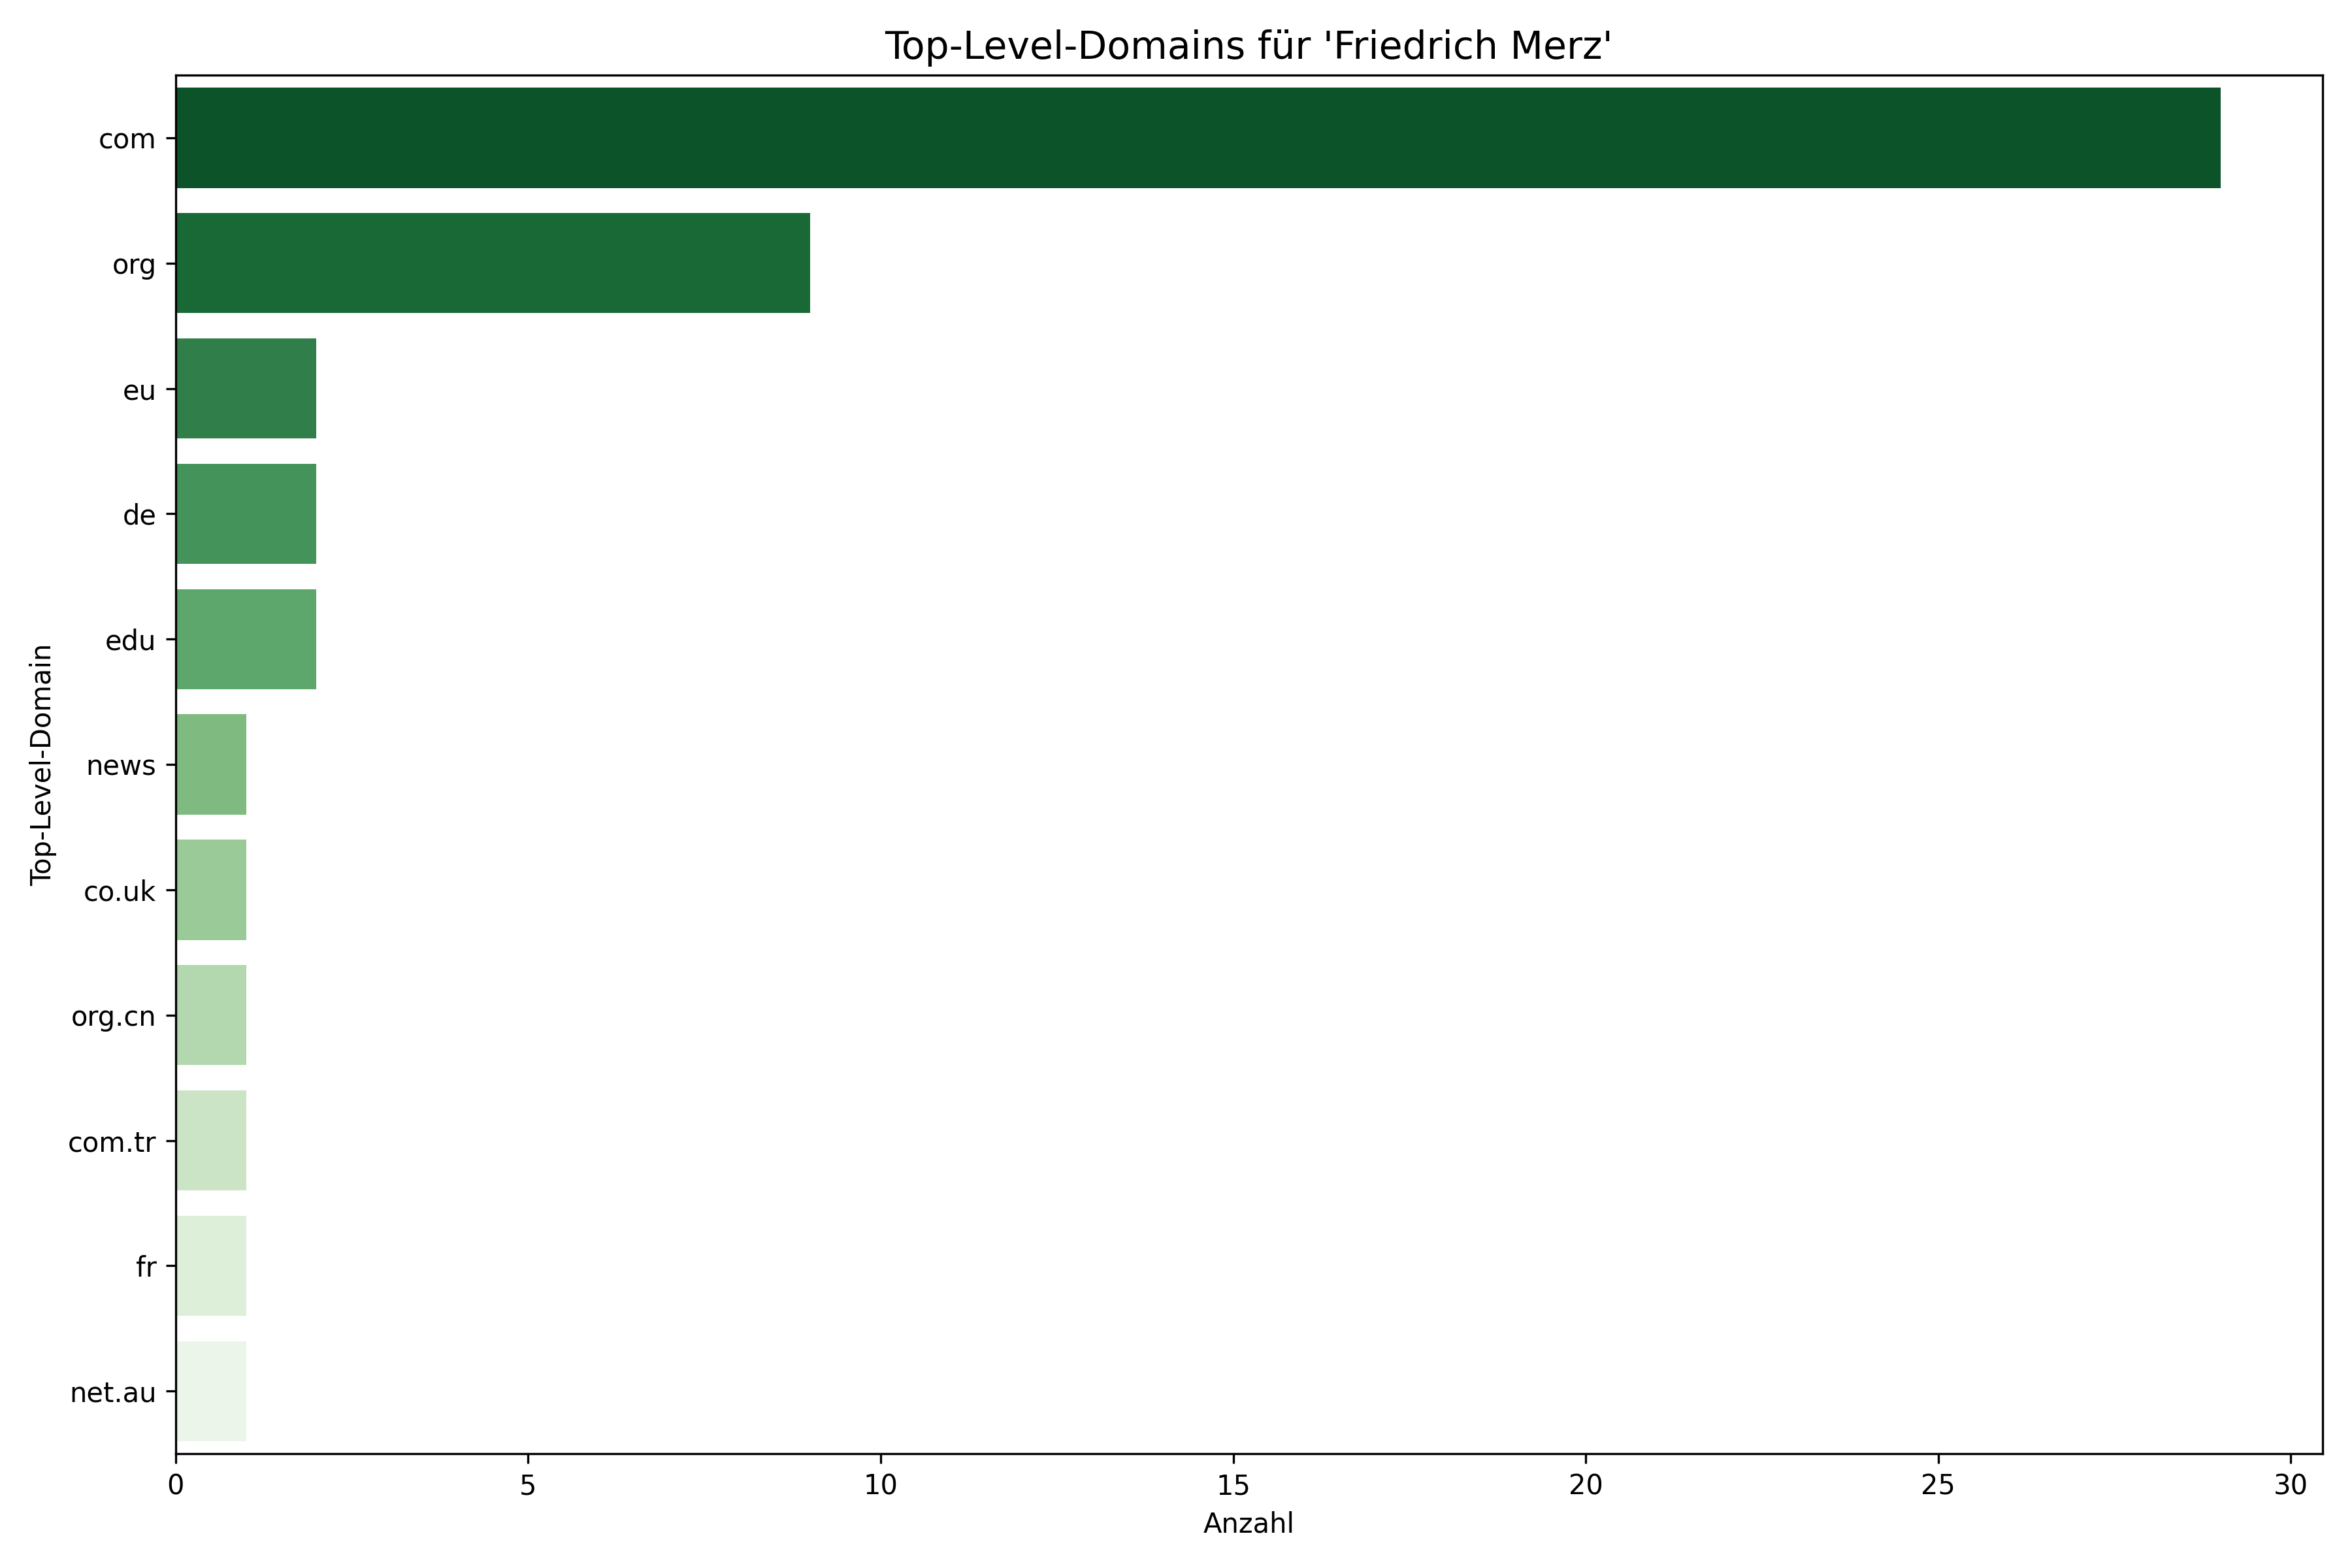 Top-Level-Domains für 'Friedrich Merz'
Top-Level-Domain
com
org
eu
de
edu
news
co.uk
org.cn
com.tr
fr
net.au
0 5 10 15 20 25 30
Anzahl